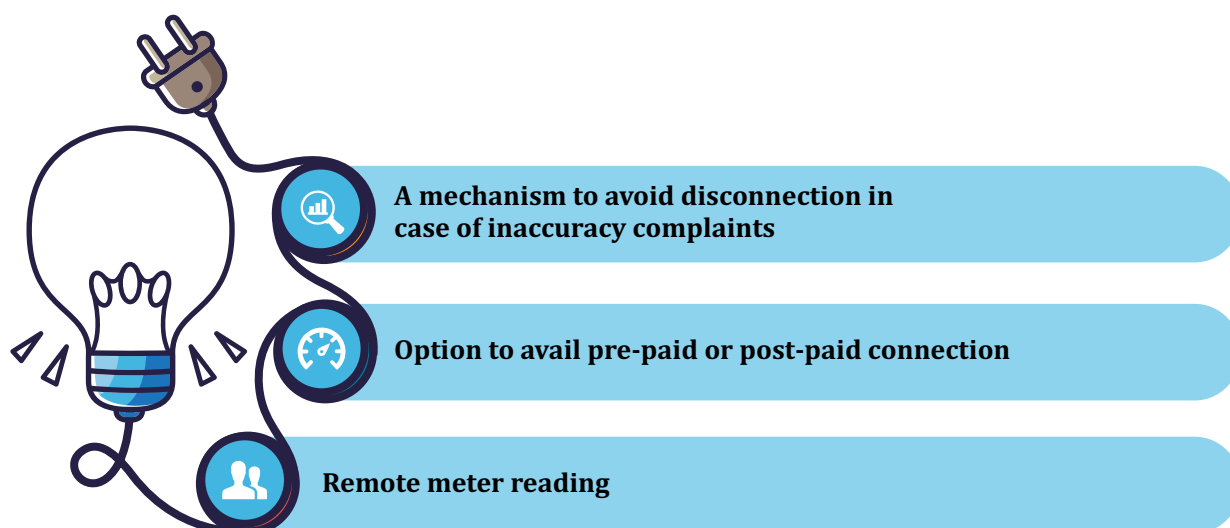 A mechanism to avoid disconnection in
case of inaccuracy complaints
Option to avail pre-paid or post-paid connection
Remote meter reading